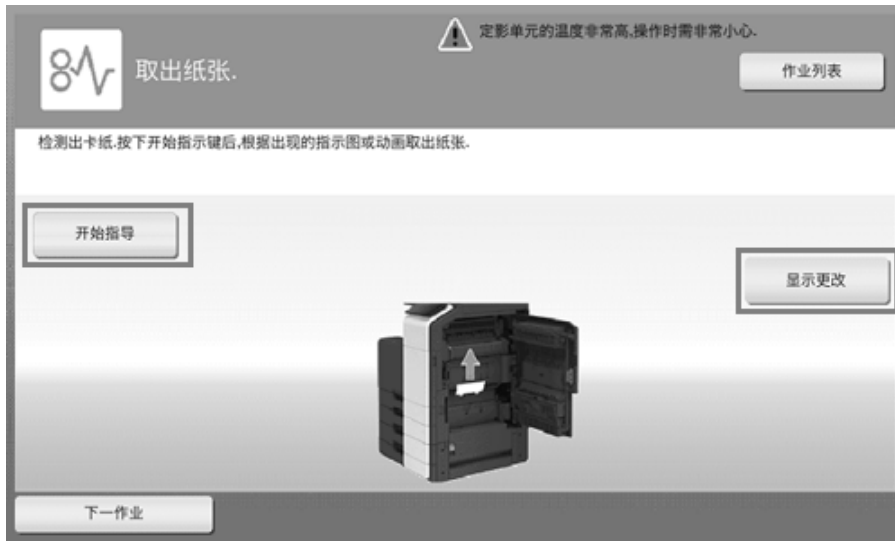 定影单元的温度非常高,操作时需非常小心.
取出纸张.
作业列表
检测出卡纸.按下开始指示键后,根据出现的指示图或动画取出纸张.
开始指导
显示更改
下一作业